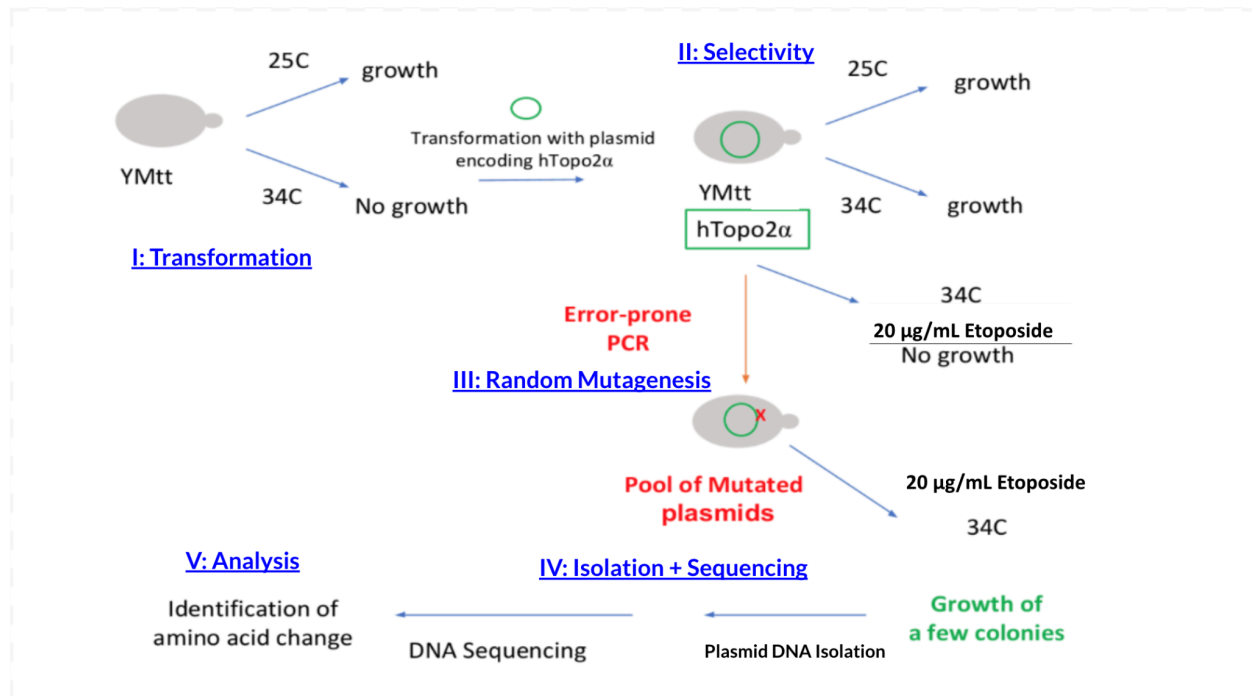 25C
growth
YMtt
34C
No growth
I: Transformation
Transformation with plasmid
encoding hTopo2α
II: Selectivity
25C
growth
YMtt
34C
growth
hTopo2α
34C
20 µg/mL Etoposide
No growth
Error-prone
PCR
III: Random Mutagenesis
X
Pool of Mutated
plasmids
20 µg/mL Etoposide
34C
V: Analysis
IV: Isolation + Sequencing
Identification of
amino acid change
DNA Sequencing
Plasmid DNA Isolation
Growth of
a few colonies